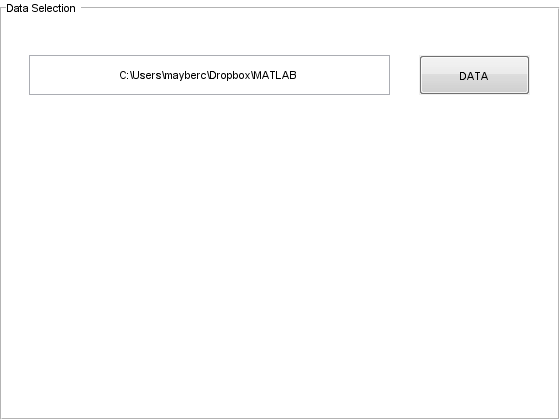 Data Selection
C:\Users\mayberc\Dropbox\MATLAB
DATA